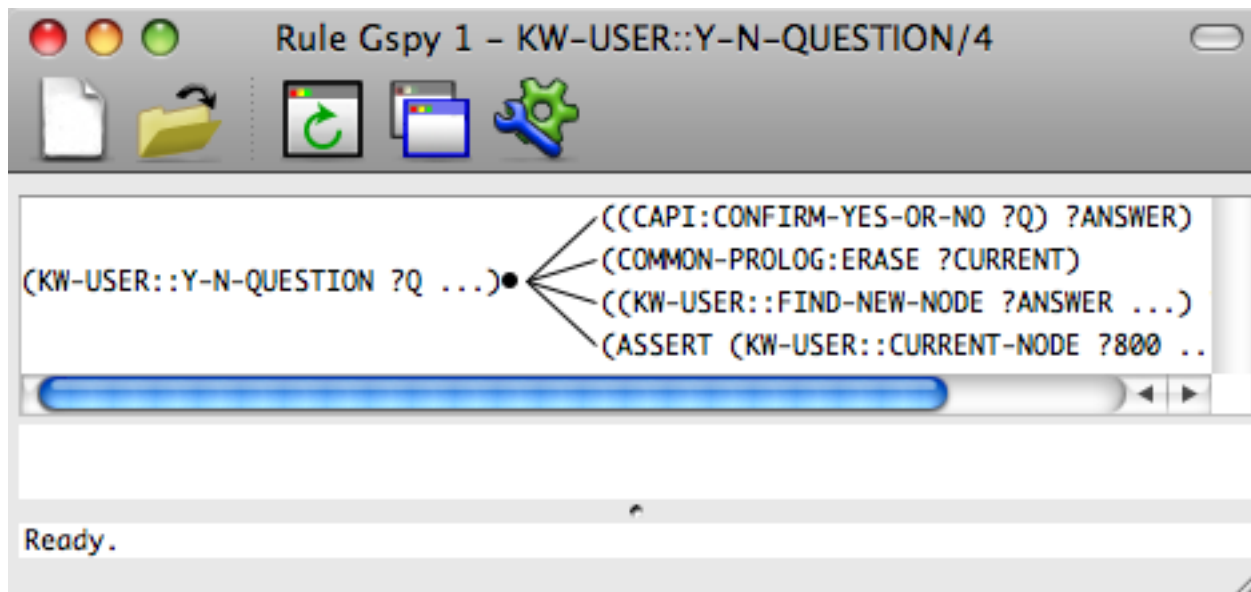 Rule Gspy 1 – KW-USER::Y-N-QUESTION/4
((CAPI:CONFIRM-YES-OR-NO ?Q) ?ANSWER)
(COMMON-PROLOG:ERASE ?CURRENT)
(KW-USER::Y-N-QUESTION ?Q ...)
((KW-USER::FIND-NEW-NODE ?ANSWER ...)
(ASSERT (KW-USER::CURRENT-NODE ?800 ..
Ready.